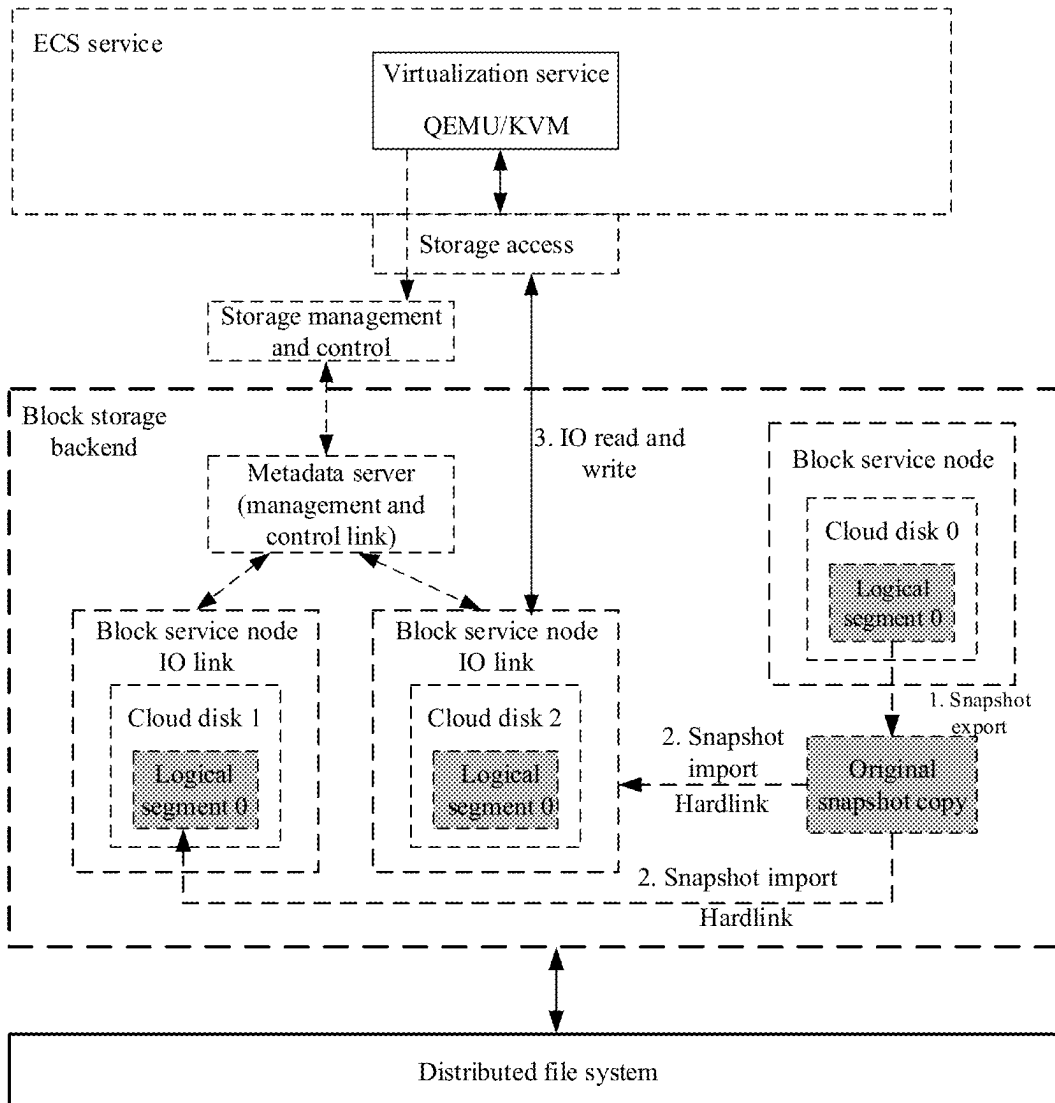 ECS service
Virtualization service
QEMU/KVM
Storage access
Storage management
and control
Block storage
backend
3. IO read and
write
Metadata server
(management and
control link)
Block service node
Cloud disk 0
Logical
segment 0
Block service node
IO link
Cloud disk 1
Logical
segment 0
Block service node
IO link
Cloud disk 2
Logical
segment 0
1. Snapshot
export
2. Snapshot
import
Hardlink
Original
snapshot copy
2. Snapshot import
Hardlink
Distributed file system